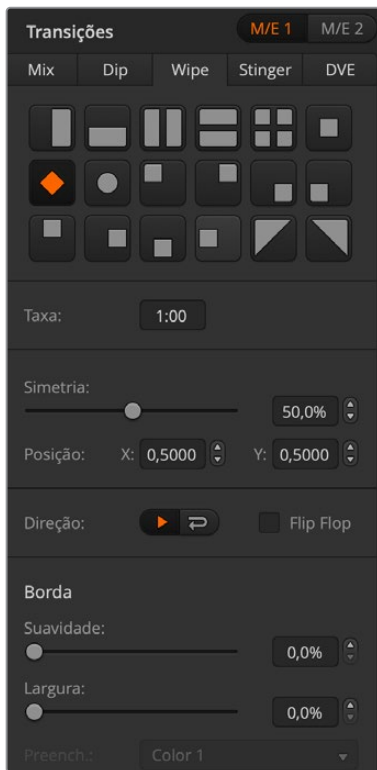 Transições M/E 1 M/E 2
Mix Dip Wipe Stinger DVE
Taxa: 1:00
Simetria:
50,0%
Posição: X: 0,5000 Y: 0,5000
Direção: Flip Flop
Borda
Suavidade:
0,0%
Largura:
0,0%
Preench.: Color 1